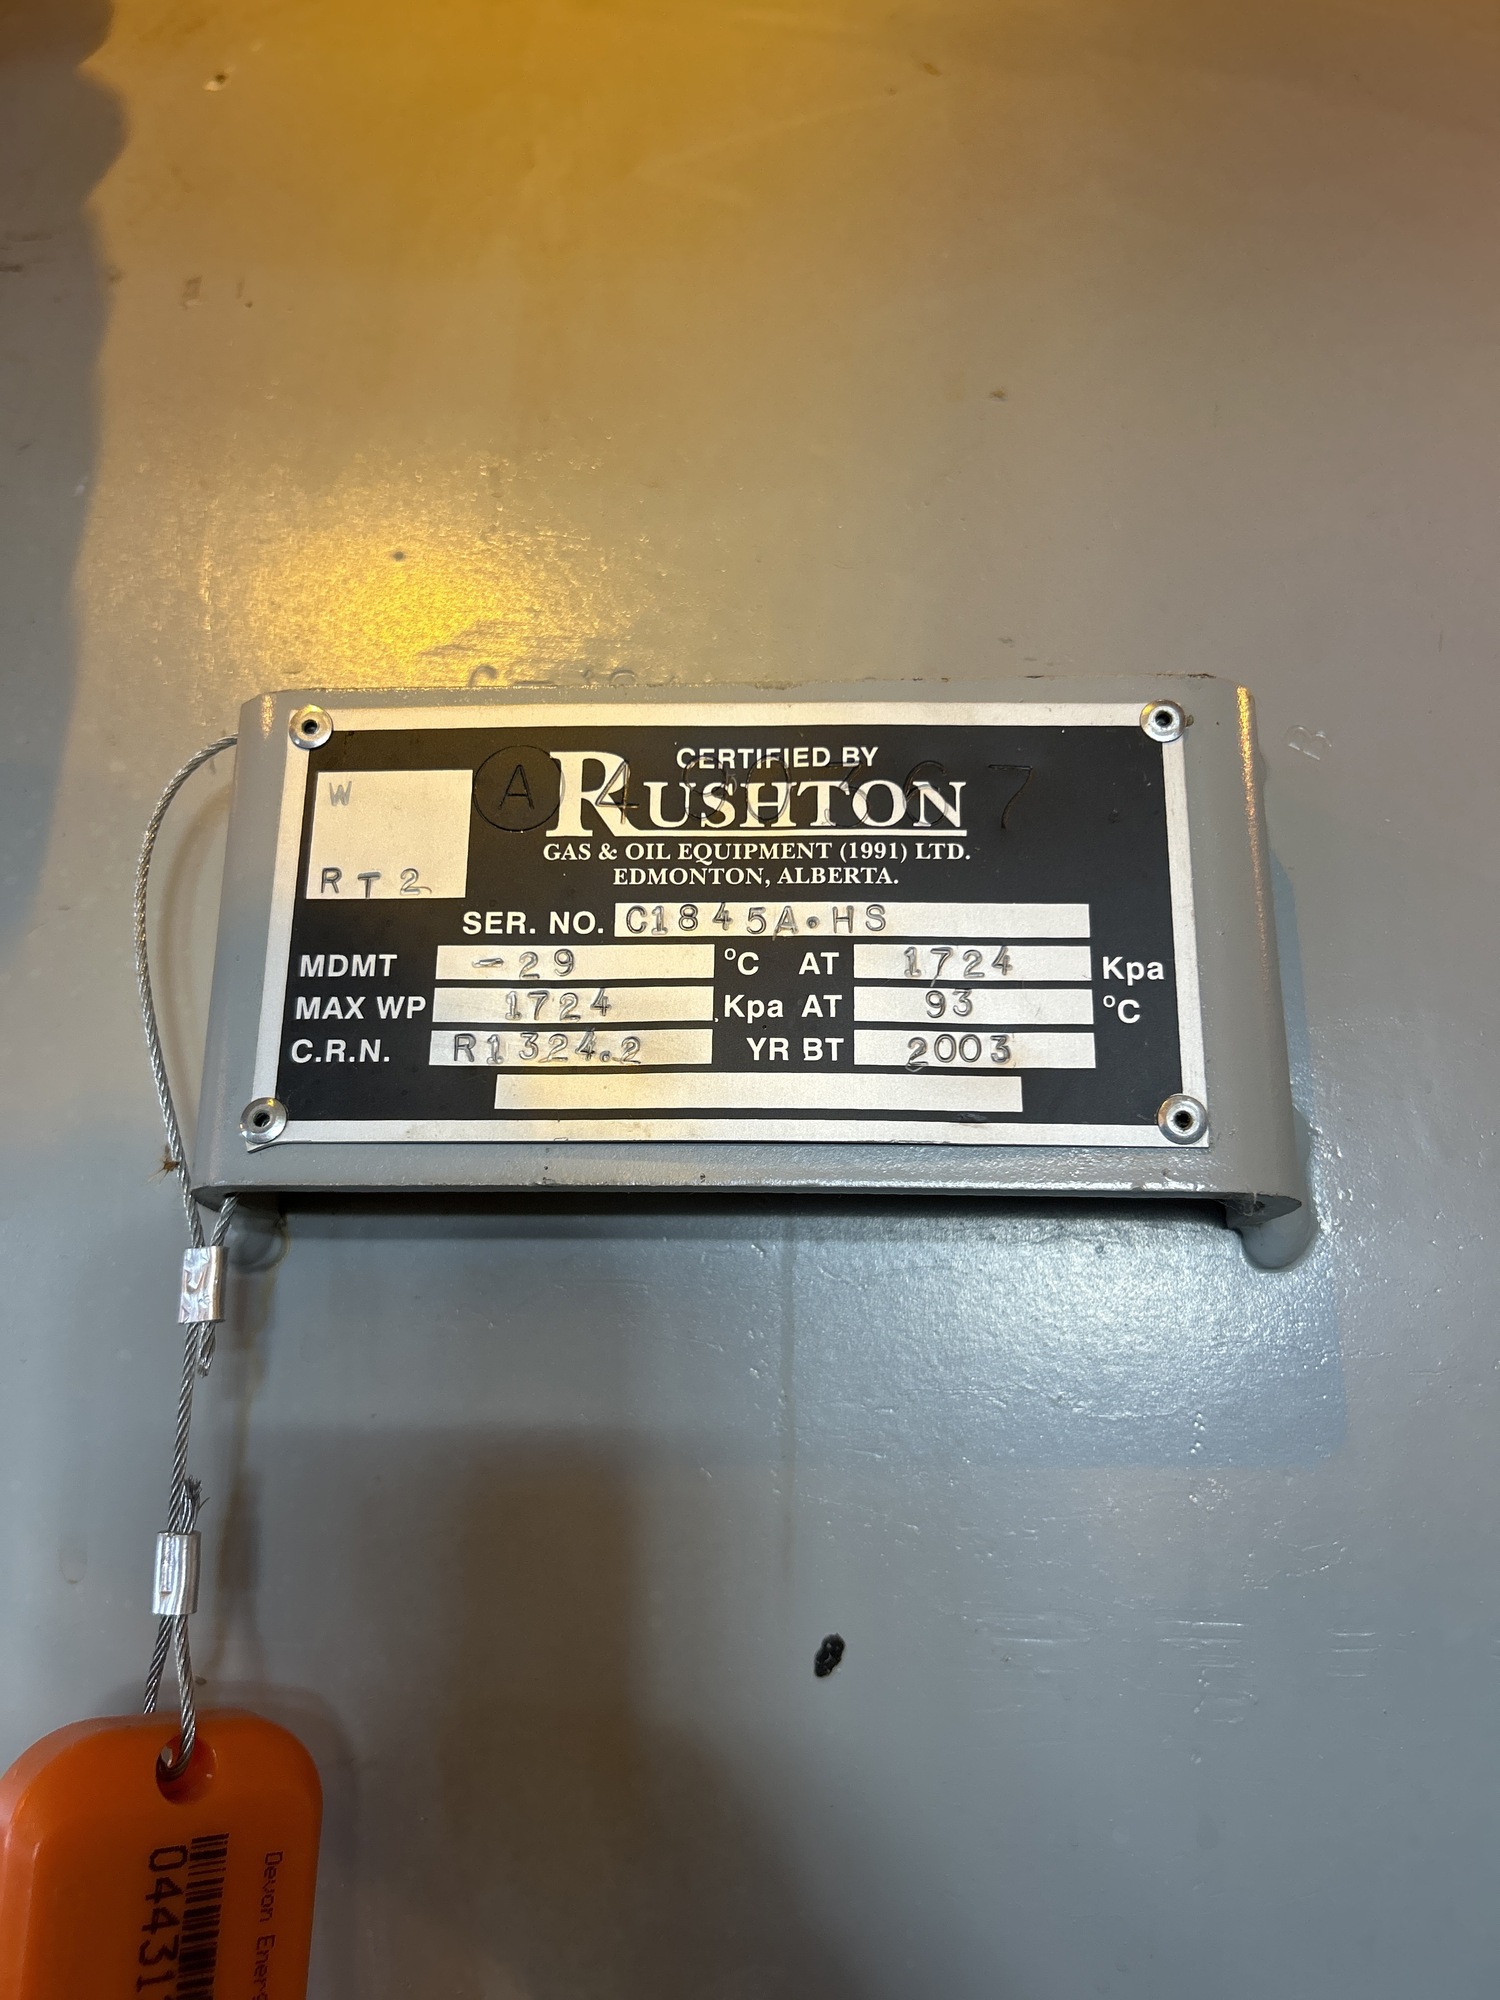 CERTIFIED BY
RUSHTON
GAS & OIL EQUIPMENT (1991) LTD.
EDMONTON, ALBERTA.
W
RT2
A
SER. NO. C1845A•HS
MDMT -29 °C AT 1724 Kpa
MAX WP 1724 Kpa AT 93 °C
C.R.N. R1324.2 YR BT 2003
B
Devon